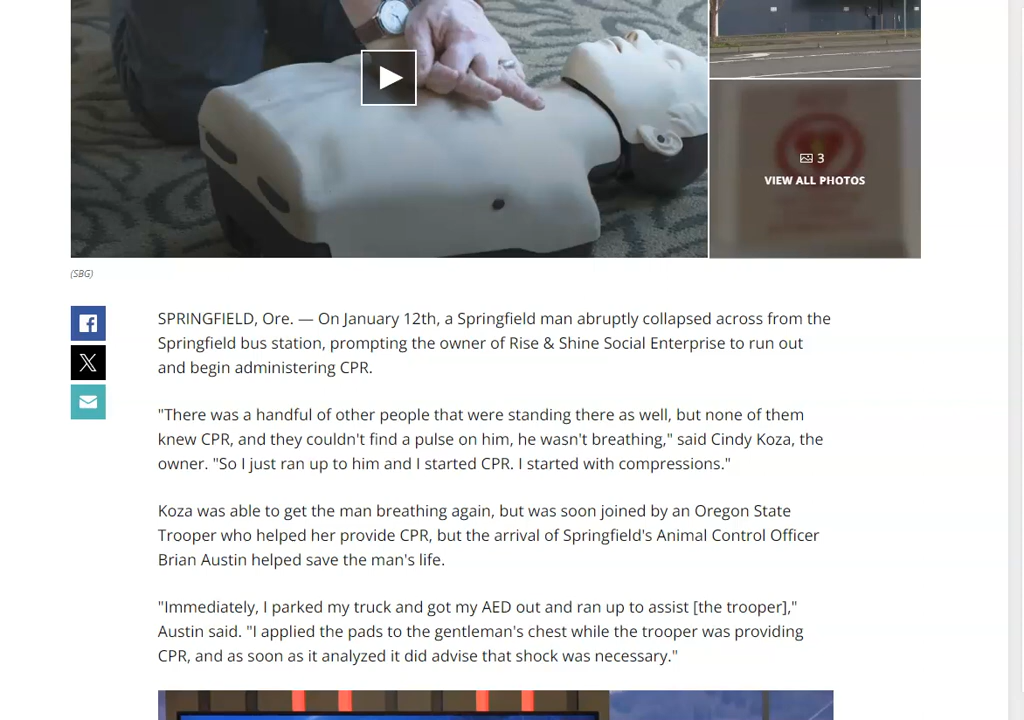 3
VIEW ALL PHOTOS
(SBG)
SPRINGFIELD, Ore. — On January 12th, a Springfield man abruptly collapsed across from the
Springfield bus station, prompting the owner of Rise & Shine Social Enterprise to run out
and begin administering CPR.
"There was a handful of other people that were standing there as well, but none of them
knew CPR, and they couldn't find a pulse on him, he wasn't breathing," said Cindy Koza, the
owner. "So I just ran up to him and I started CPR. I started with compressions."
Koza was able to get the man breathing again, but was soon joined by an Oregon State
Trooper who helped her provide CPR, but the arrival of Springfield's Animal Control Officer
Brian Austin helped save the man's life.
"Immediately, I parked my truck and got my AED out and ran up to assist [the trooper],"
Austin said. "I applied the pads to the gentleman's chest while the trooper was providing
CPR, and as soon as it analyzed it did advise that shock was necessary."